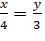 x/4 = y/3